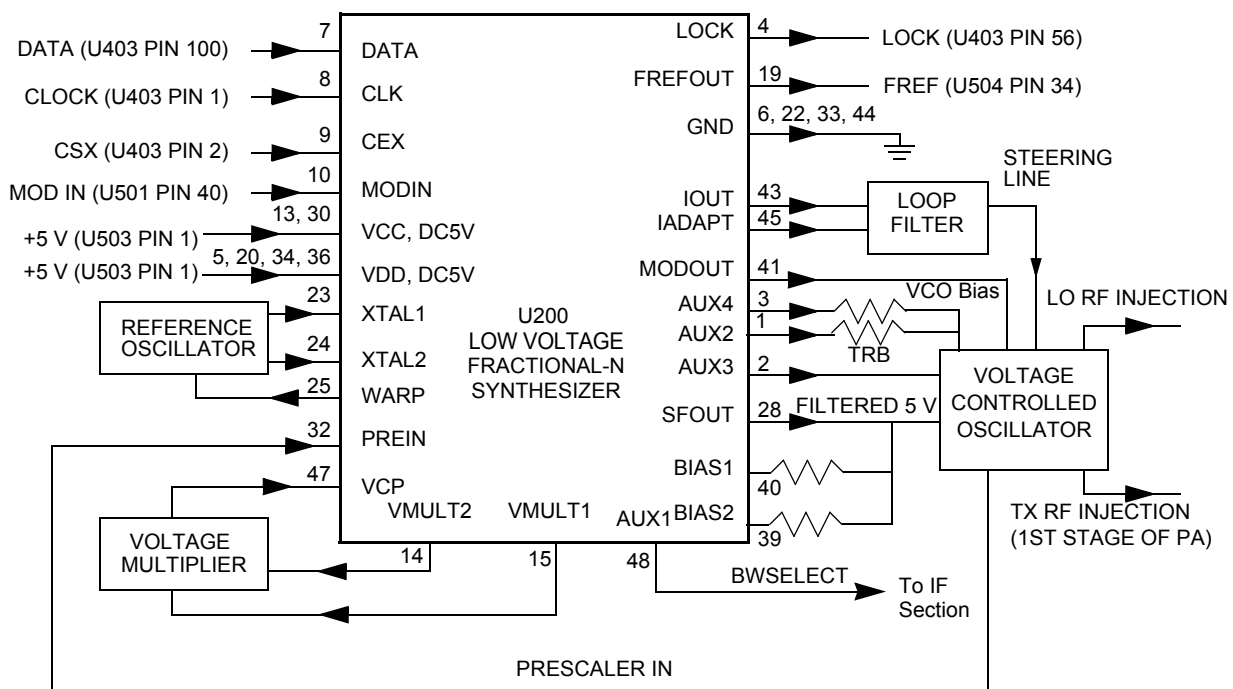 DATA (U403 PIN 100)
7
DATA
CLOCK (U403 PIN 1)
8
CLK
CSX (U403 PIN 2)
9
CEX
MOD IN (U501 PIN 40)
10
MODIN
+5 V (U503 PIN 1)
13, 30
VCC, DC5V
+5 V (U503 PIN 1)
5, 20, 34, 36
VDD, DC5V
REFERENCE
OSCILLATOR
23
XTAL1
24
XTAL2
25
WARP
32
PREIN
47
VCP
VOLTAGE
MULTIPLIER
VMULT2
14
VMULT1
15
U200
LOW VOLTAGE
FRACTIONAL-N
SYNTHESIZER
LOCK
4
LOCK (U403 PIN 56)
FREFOUT
19
FREF (U504 PIN 34)
GND
6, 22, 33, 44
STEERING
LINE
IOUT
43
IADAPT
45
LOOP
FILTER
MODOUT
41
AUX4
3
VCO Bias
AUX2
1
TRB
AUX3
2
SFOUT
28
FILTERED 5 V
BIAS1
40
BIAS2
39
AUX1
48
BWSELECT
To IF
Section
LO RF INJECTION
VOLTAGE
CONTROLLED
OSCILLATOR
TX RF INJECTION
(1ST STAGE OF PA)
PRESCALER IN